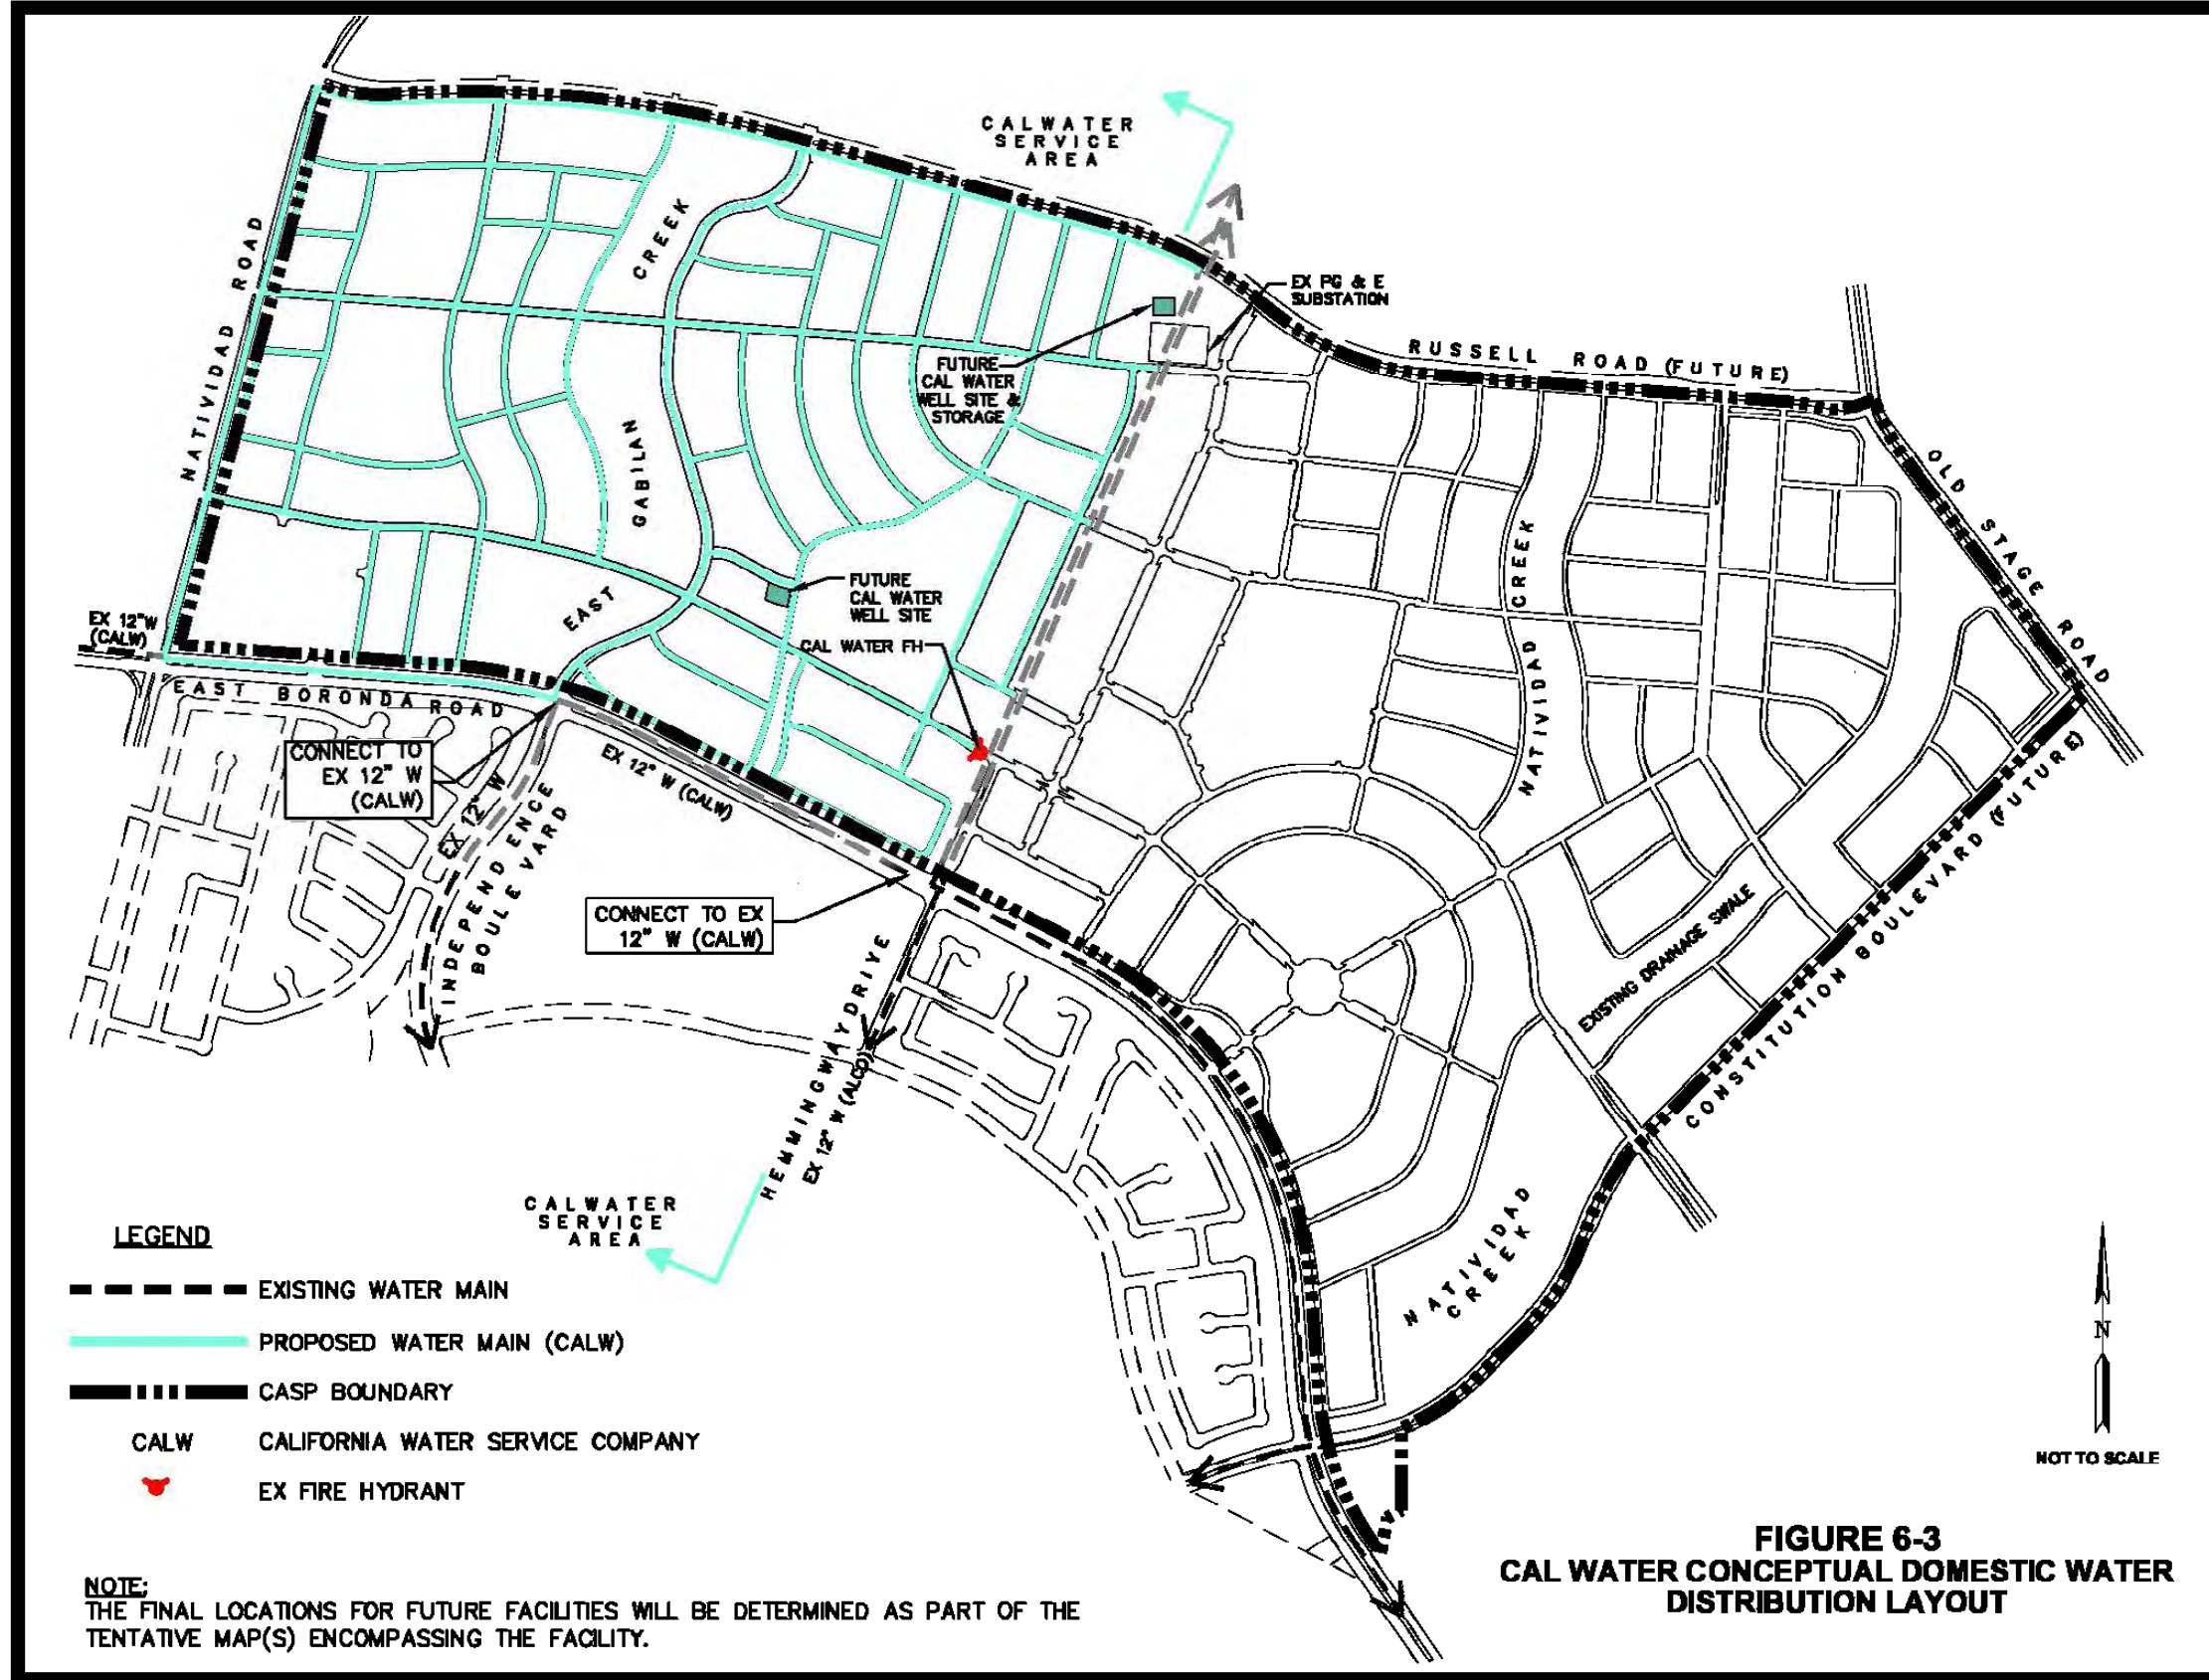 CALWATER
SERVICE
AREA
NATIVIDAD ROAD
CREEK
GABILAN
EAST
EX PG & E
SUBSTATION
RUSSELL ROAD (FUTURE)
FUTURE
CAL WATER
WELL SITE &
STORAGE
OLD STAGE ROAD
NATIVIDAD CREEK
FUTURE
CAL WATER
WELL SITE
CAL WATER FH
EX 12"W
(CALW)
EAST BORONDA ROAD
CONNECT TO
EX 12" W
(CALW)
EX 12" W (CALW)
EX 12" W
INDEPENDENCE
BOULEVARD
CONNECT TO EX
12" W (CALW)
HEMMINGWAY DRIVE
EX 12" W (ALCO)
EXISTING DRAINAGE SWALE
CONSTITUTION BOULEVARD (FUTURE)
NATIVIDAD
CREEK
CALWATER
SERVICE
AREA
LEGEND
EXISTING WATER MAIN
PROPOSED WATER MAIN (CALW)
CASP BOUNDARY
CALW CALIFORNIA WATER SERVICE COMPANY
EX FIRE HYDRANT
N
NOT TO SCALE
NOTE:
THE FINAL LOCATIONS FOR FUTURE FACILITIES WILL BE DETERMINED AS PART OF THE
TENTATIVE MAP(S) ENCOMPASSING THE FACILITY.
FIGURE 6-3
CAL WATER CONCEPTUAL DOMESTIC WATER
DISTRIBUTION LAYOUT